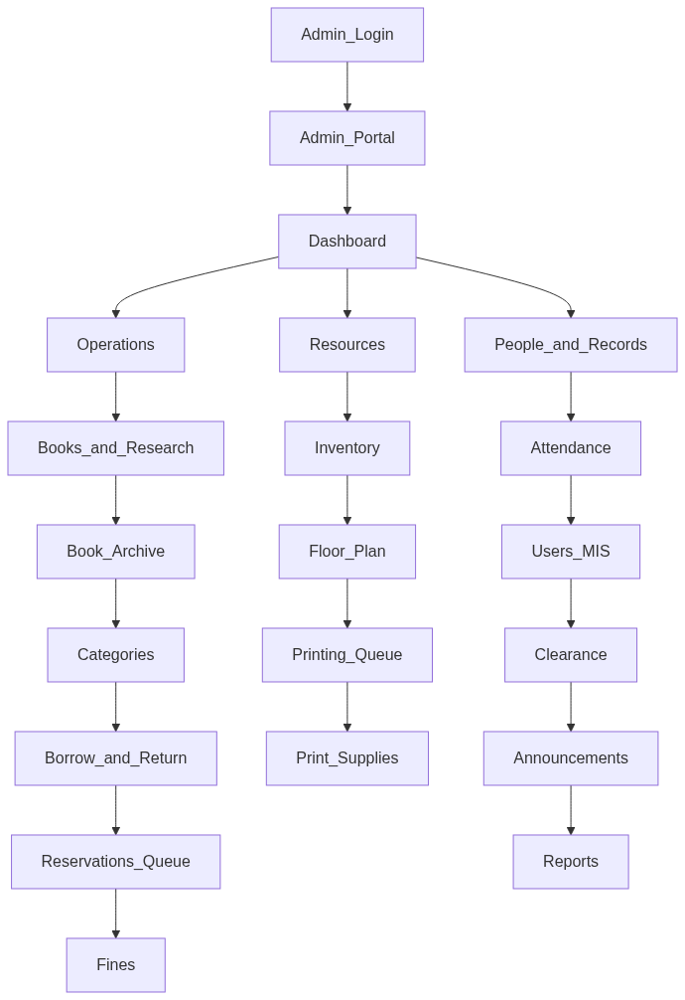 Admin_Login
Admin_Portal
Dashboard
Operations
Resources
People_and_Records
Books_and_Research
Inventory
Attendance
Book_Archive
Floor_Plan
Users_MIS
Categories
Printing_Queue
Clearance
Borrow_and_Return
Print_Supplies
Announcements
Reservations_Queue
Reports
Fines